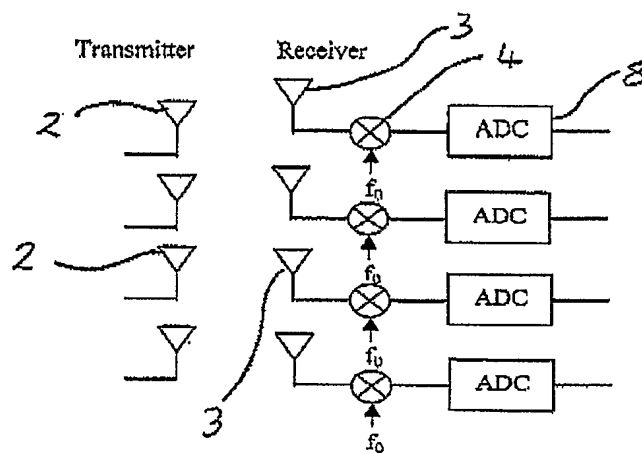 Transmitter Receiver 3
4
8
2 ADC
f₀
ADC
2 f₀
ADC
3 f₀
ADC
f₀